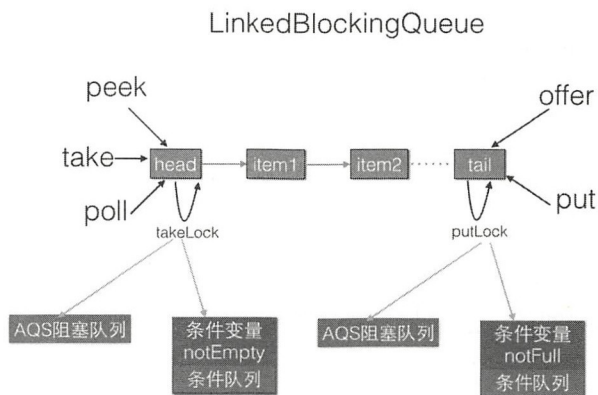 LinkedBlockingQueue
peek
offer
take
head
item1
item2
tail
poll
put
takeLock
putLock
AQS阻塞队列
条件变量
notEmpty
条件队列
AQS阻塞队列
条件变量
notFull
条件队列